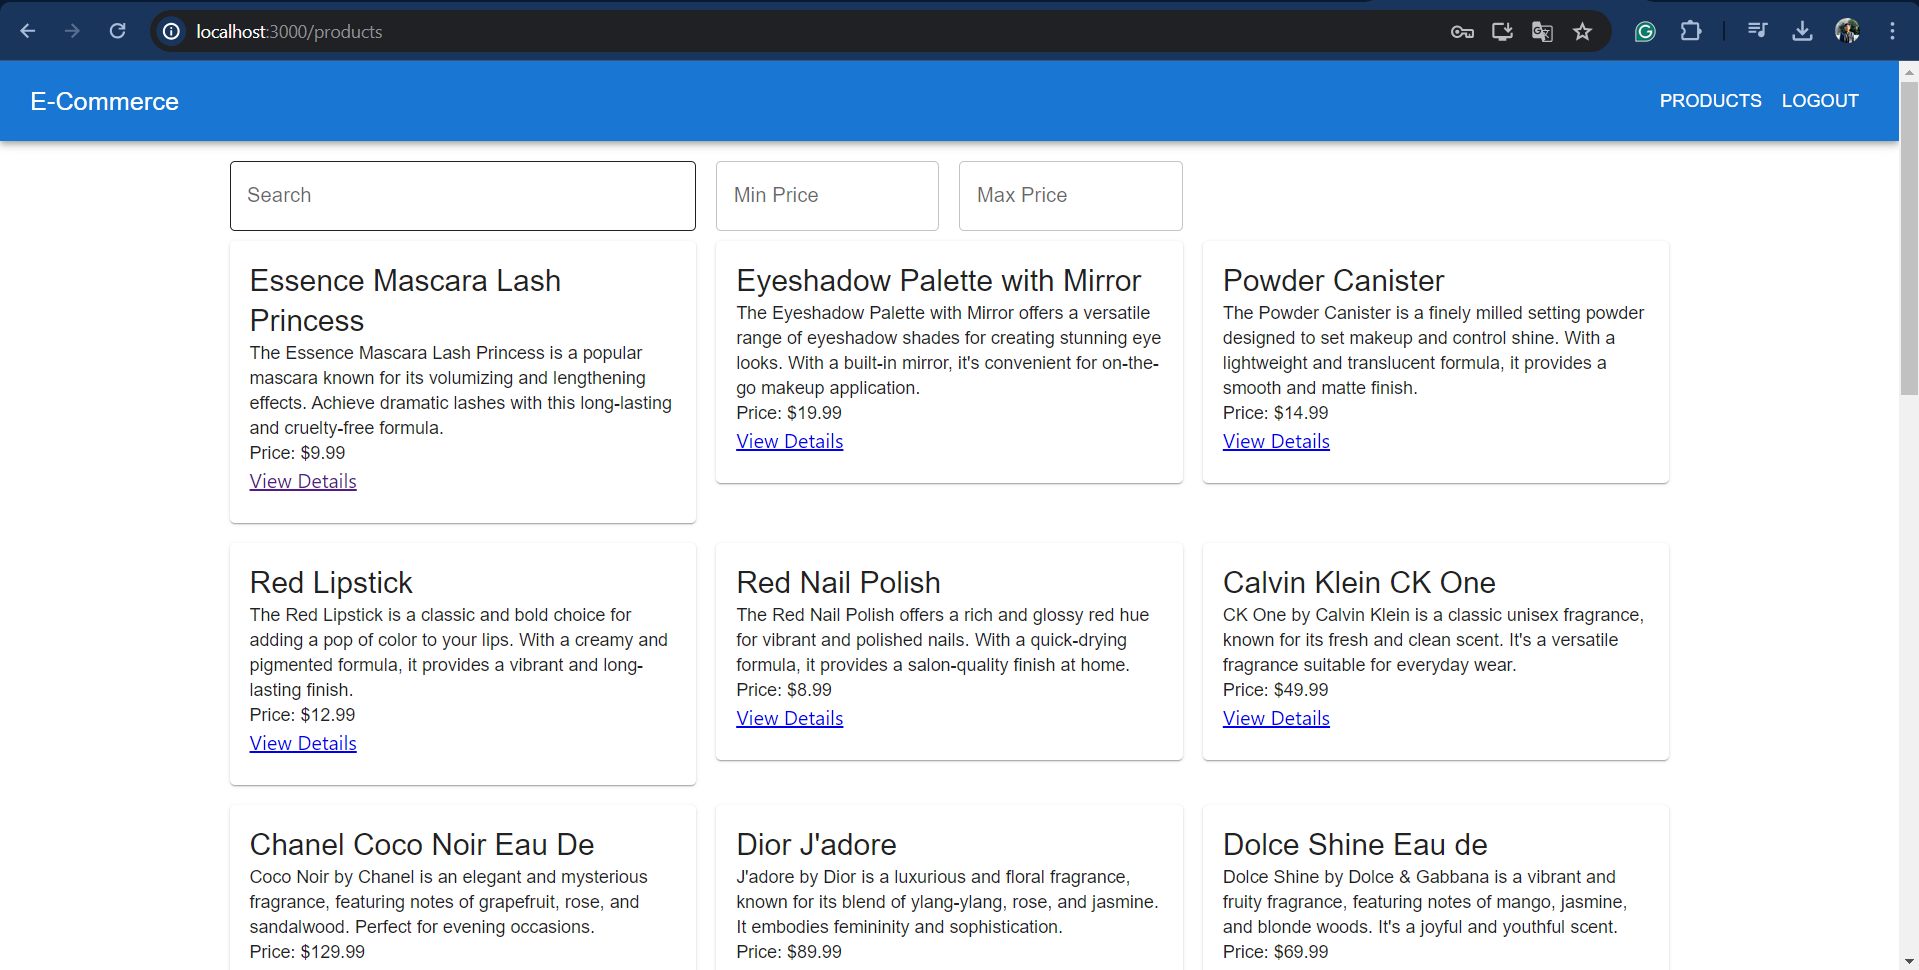 localhost:3000/products
E-Commerce
PRODUCTS LOGOUT
Search
Min Price
Max Price
Essence Mascara Lash
Princess
The Essence Mascara Lash Princess is a popular
mascara known for its volumizing and lengthening
effects. Achieve dramatic lashes with this long-lasting
and cruelty-free formula.
Price: $9.99
View Details
Eyeshadow Palette with Mirror
The Eyeshadow Palette with Mirror offers a versatile
range of eyeshadow shades for creating stunning eye
looks. With a built-in mirror, it's convenient for on-the-
go makeup application.
Price: $19.99
View Details
Powder Canister
The Powder Canister is a finely milled setting powder
designed to set makeup and control shine. With a
lightweight and translucent formula, it provides a
smooth and matte finish.
Price: $14.99
View Details
Red Lipstick
The Red Lipstick is a classic and bold choice for
adding a pop of color to your lips. With a creamy and
pigmented formula, it provides a vibrant and long-
lasting finish.
Price: $12.99
View Details
Red Nail Polish
The Red Nail Polish offers a rich and glossy red hue
for vibrant and polished nails. With a quick-drying
formula, it provides a salon-quality finish at home.
Price: $8.99
View Details
Calvin Klein CK One
CK One by Calvin Klein is a classic unisex fragrance,
known for its fresh and clean scent. It's a versatile
fragrance suitable for everyday wear.
Price: $49.99
View Details
Chanel Coco Noir Eau De
Coco Noir by Chanel is an elegant and mysterious
fragrance, featuring notes of grapefruit, rose, and
sandalwood. Perfect for evening occasions.
Price: $129.99
Dior J'adore
J'adore by Dior is a luxurious and floral fragrance,
known for its blend of ylang-ylang, rose, and jasmine.
It embodies femininity and sophistication.
Price: $89.99
Dolce Shine Eau de
Dolce Shine by Dolce & Gabbana is a vibrant and
fruity fragrance, featuring notes of mango, jasmine,
and blonde woods. It's a joyful and youthful scent.
Price: $69.99